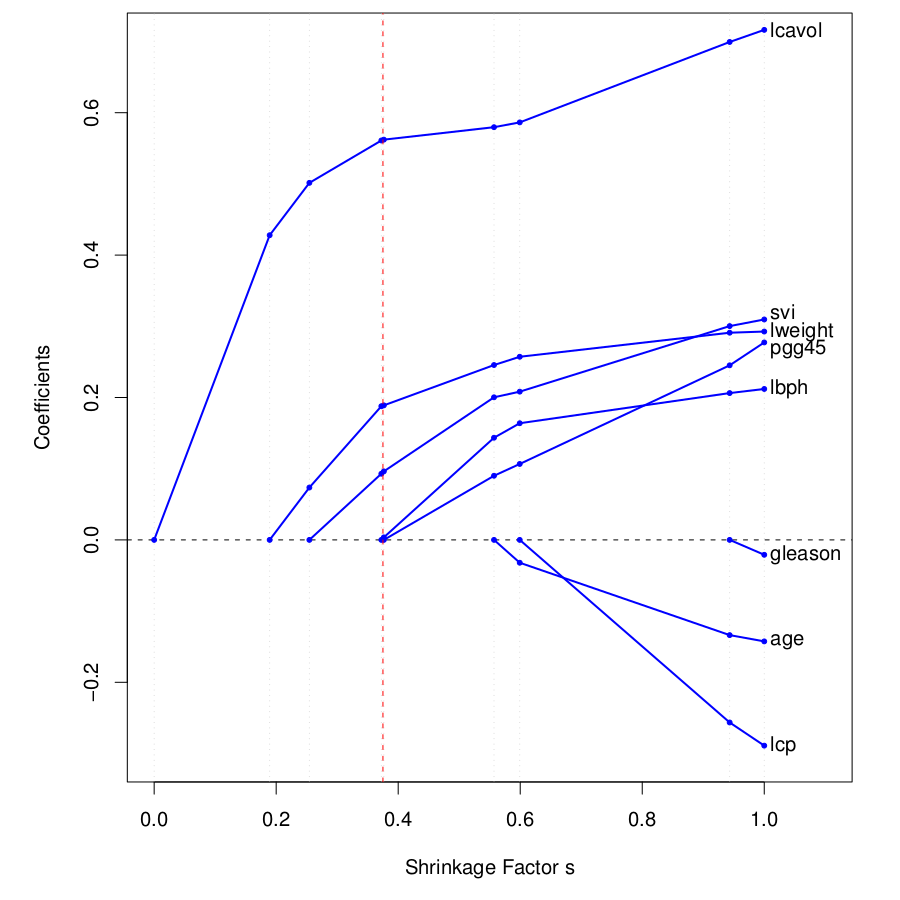 lcavol
svi
lweight
pgg45
lbph
gleason
age
lcp
0.6
0.4
0.2
0.0
−0.2
Coefficients
0.0 0.2 0.4 0.6 0.8 1.0
Shrinkage Factor s